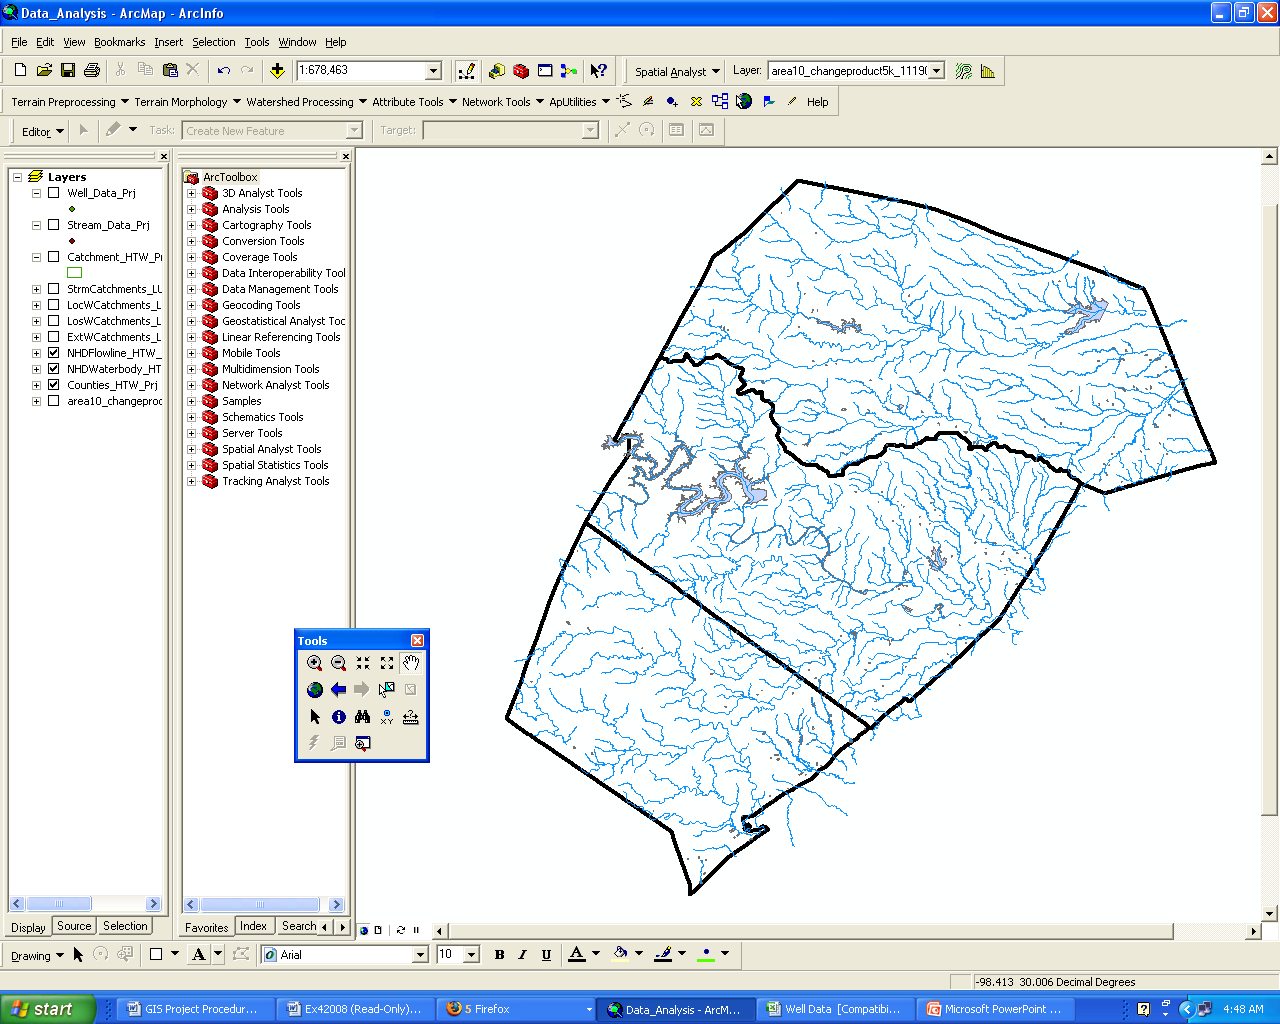 Data_Analysis - ArcMap - ArcInfo
File Edit View Bookmarks Insert Selection Tools Window Help
1:678,463 Spatial Analyst Layer: area10_changeproduct5k_1119(
Terrain Preprocessing Terrain Morphology Watershed Processing Attribute Tools Network Tools ApUtilities Help
Editor Task: Create New Feature Target:
Layers
Well_Data_Prj
Stream_Data_Prj
Catchment_HTW_Pr
StrmCatchments_LU
LocWCatchments_L
LosWCatchments_L
ExtWCatchments_L
NHDFlowline_HTW_
NHDWaterbody_HT
Counties_HTW_Prj
area10_changeproc
Display Source Selection
ArcToolbox
3D Analyst Tools
Analysis Tools
Cartography Tools
Conversion Tools
Coverage Tools
Data Interoperability Tool
Data Management Tools
Geocoding Tools
Geostatistical Analyst Toc
Linear Referencing Tools
Mobile Tools
Multidimension Tools
Network Analyst Tools
Samples
Schematics Tools
Server Tools
Spatial Analyst Tools
Spatial Statistics Tools
Tracking Analyst Tools
Favorites Index Search
Tools
XY
Drawing A Arial 10 B I U A
-98.413 30.006 Decimal Degrees
start GIS Project Procedur... Ex42008 (Read-Only)... 5 Firefox Data_Analysis - ArcM... Well Data [Compatibi... Microsoft PowerPoint ... 4:48 AM